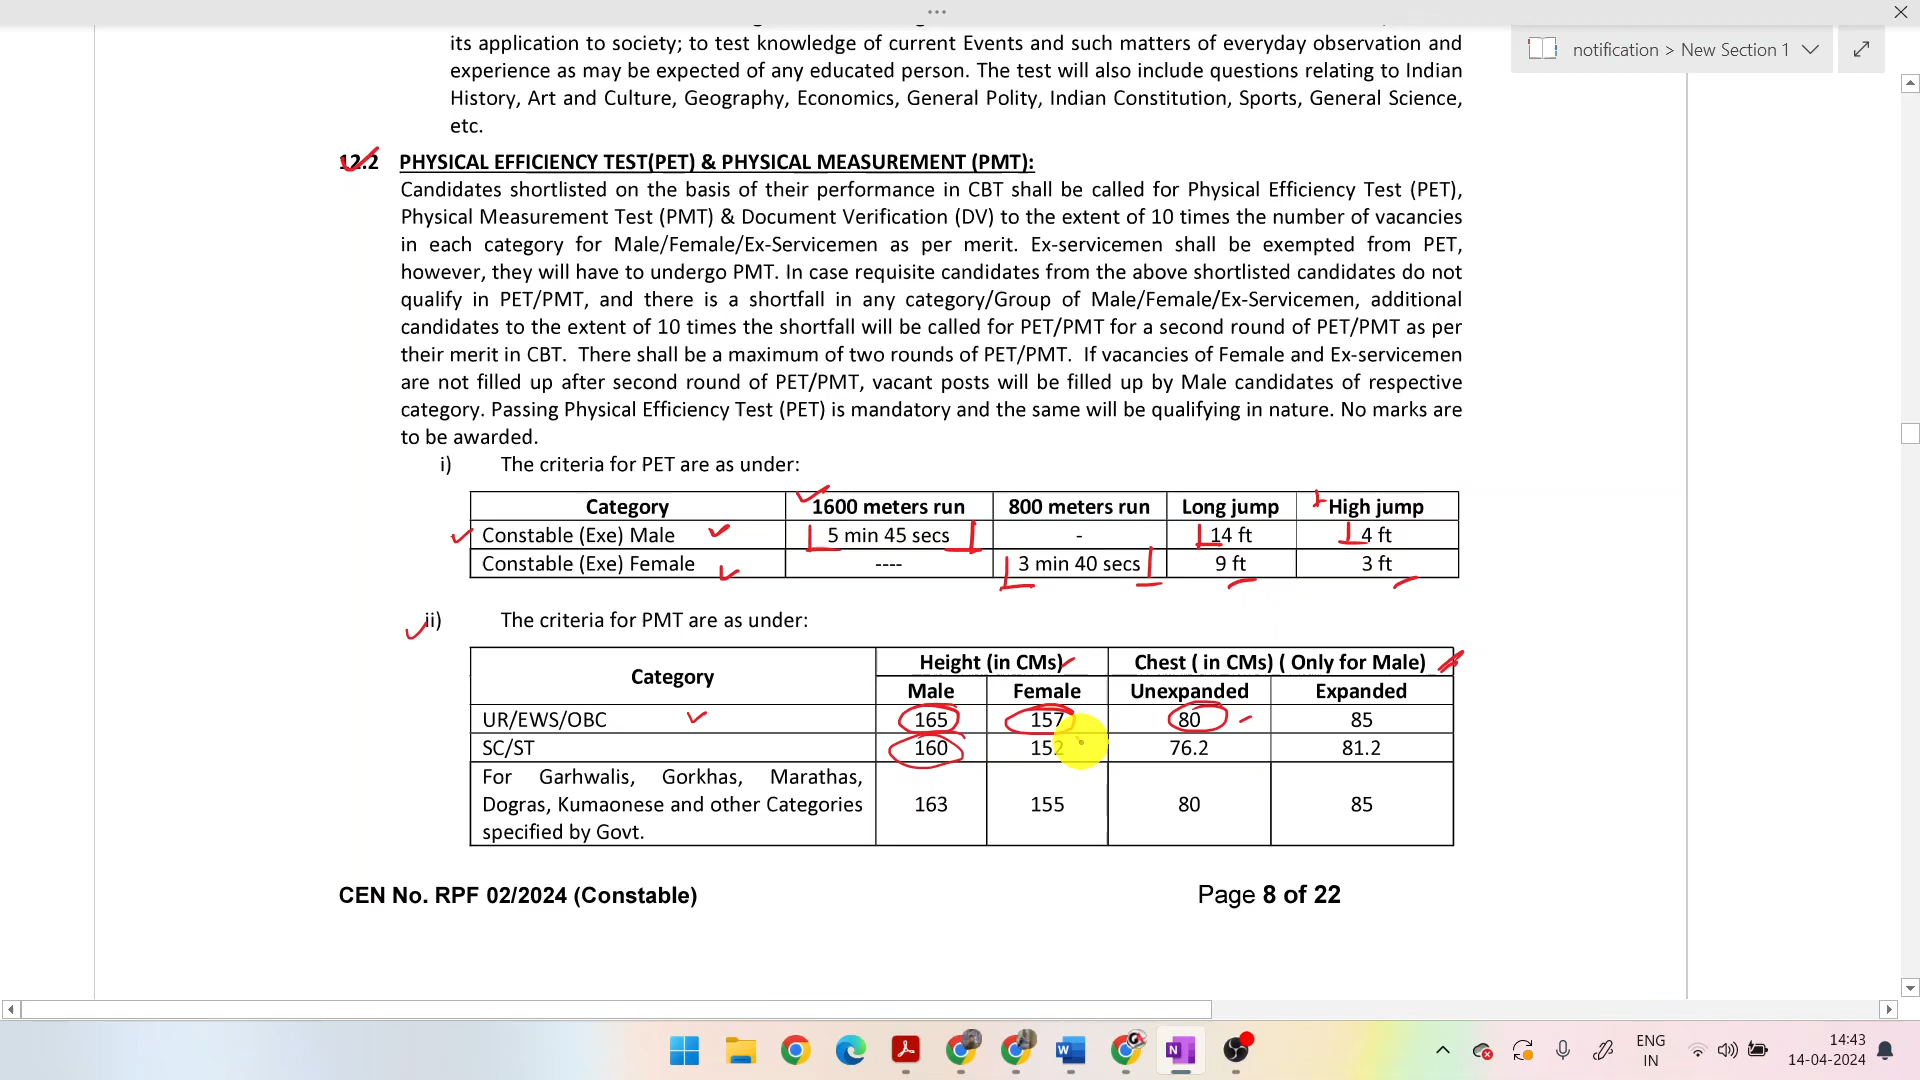 notification > New Section 1
its application to society; to test knowledge of current Events and such matters of everyday observation and
experience as may be expected of any educated person. The test will also include questions relating to Indian
History, Art and Culture, Geography, Economics, General Polity, Indian Constitution, Sports, General Science,
etc.
12.2 PHYSICAL EFFICIENCY TEST(PET) & PHYSICAL MEASUREMENT (PMT):
Candidates shortlisted on the basis of their performance in CBT shall be called for Physical Efficiency Test (PET),
Physical Measurement Test (PMT) & Document Verification (DV) to the extent of 10 times the number of vacancies
in each category for Male/Female/Ex-Servicemen as per merit. Ex-servicemen shall be exempted from PET,
however, they will have to undergo PMT. In case requisite candidates from the above shortlisted candidates do not
qualify in PET/PMT, and there is a shortfall in any category/Group of Male/Female/Ex-Servicemen, additional
candidates to the extent of 10 times the shortfall will be called for PET/PMT for a second round of PET/PMT as per
their merit in CBT. There shall be a maximum of two rounds of PET/PMT. If vacancies of Female and Ex-servicemen
are not filled up after second round of PET/PMT, vacant posts will be filled up by Male candidates of respective
category. Passing Physical Efficiency Test (PET) is mandatory and the same will be qualifying in nature. No marks are
to be awarded.
i) The criteria for PET are as under:
Category 1600 meters run 800 meters run Long jump High jump
Constable (Exe) Male 5 min 45 secs - 14 ft 4 ft
Constable (Exe) Female ---- 3 min 40 secs 9 ft 3 ft
ii) The criteria for PMT are as under:
Category Height (in CMs) Chest ( in CMs) ( Only for Male)
Male Female Unexpanded Expanded
UR/EWS/OBC 165 157 80 85
SC/ST 160 152 76.2 81.2
For Garhwalis, Gorkhas, Marathas,
Dogras, Kumaonese and other Categories 163 155 80 85
specified by Govt.
CEN No. RPF 02/2024 (Constable) Page 8 of 22
ENG
IN
14:43
14-04-2024